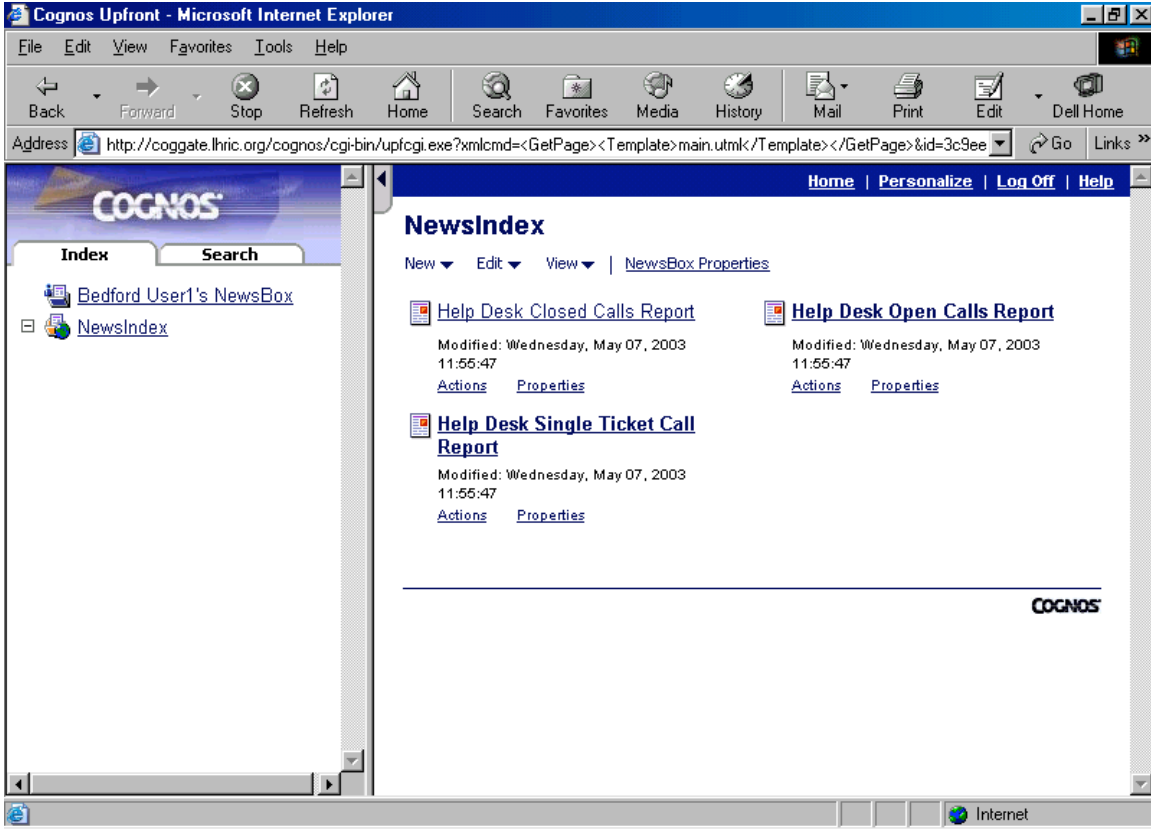 Cognos Upfront - Microsoft Internet Explorer
File Edit View Favorites Tools Help
Back Forward Stop Refresh Home Search Favorites Media History Mail Print Edit Dell Home
Address http://coggate.lhric.org/cognos/cgi-bin/upfcgi.exe?xmlcmd=<GetPage><Template>main.utml</Template></GetPage>&id=3c9ee Go Links »
COGNOS
Index Search
Bedford User1's NewsBox
NewsIndex
Home | Personalize | Log Off | Help
NewsIndex
New Edit View | NewsBox Properties
Help Desk Closed Calls Report
Modified: Wednesday, May 07, 2003
11:55:47
Actions Properties
Help Desk Open Calls Report
Modified: Wednesday, May 07, 2003
11:55:47
Actions Properties
Help Desk Single Ticket Call
Report
Modified: Wednesday, May 07, 2003
11:55:47
Actions Properties
COGNOS
Internet